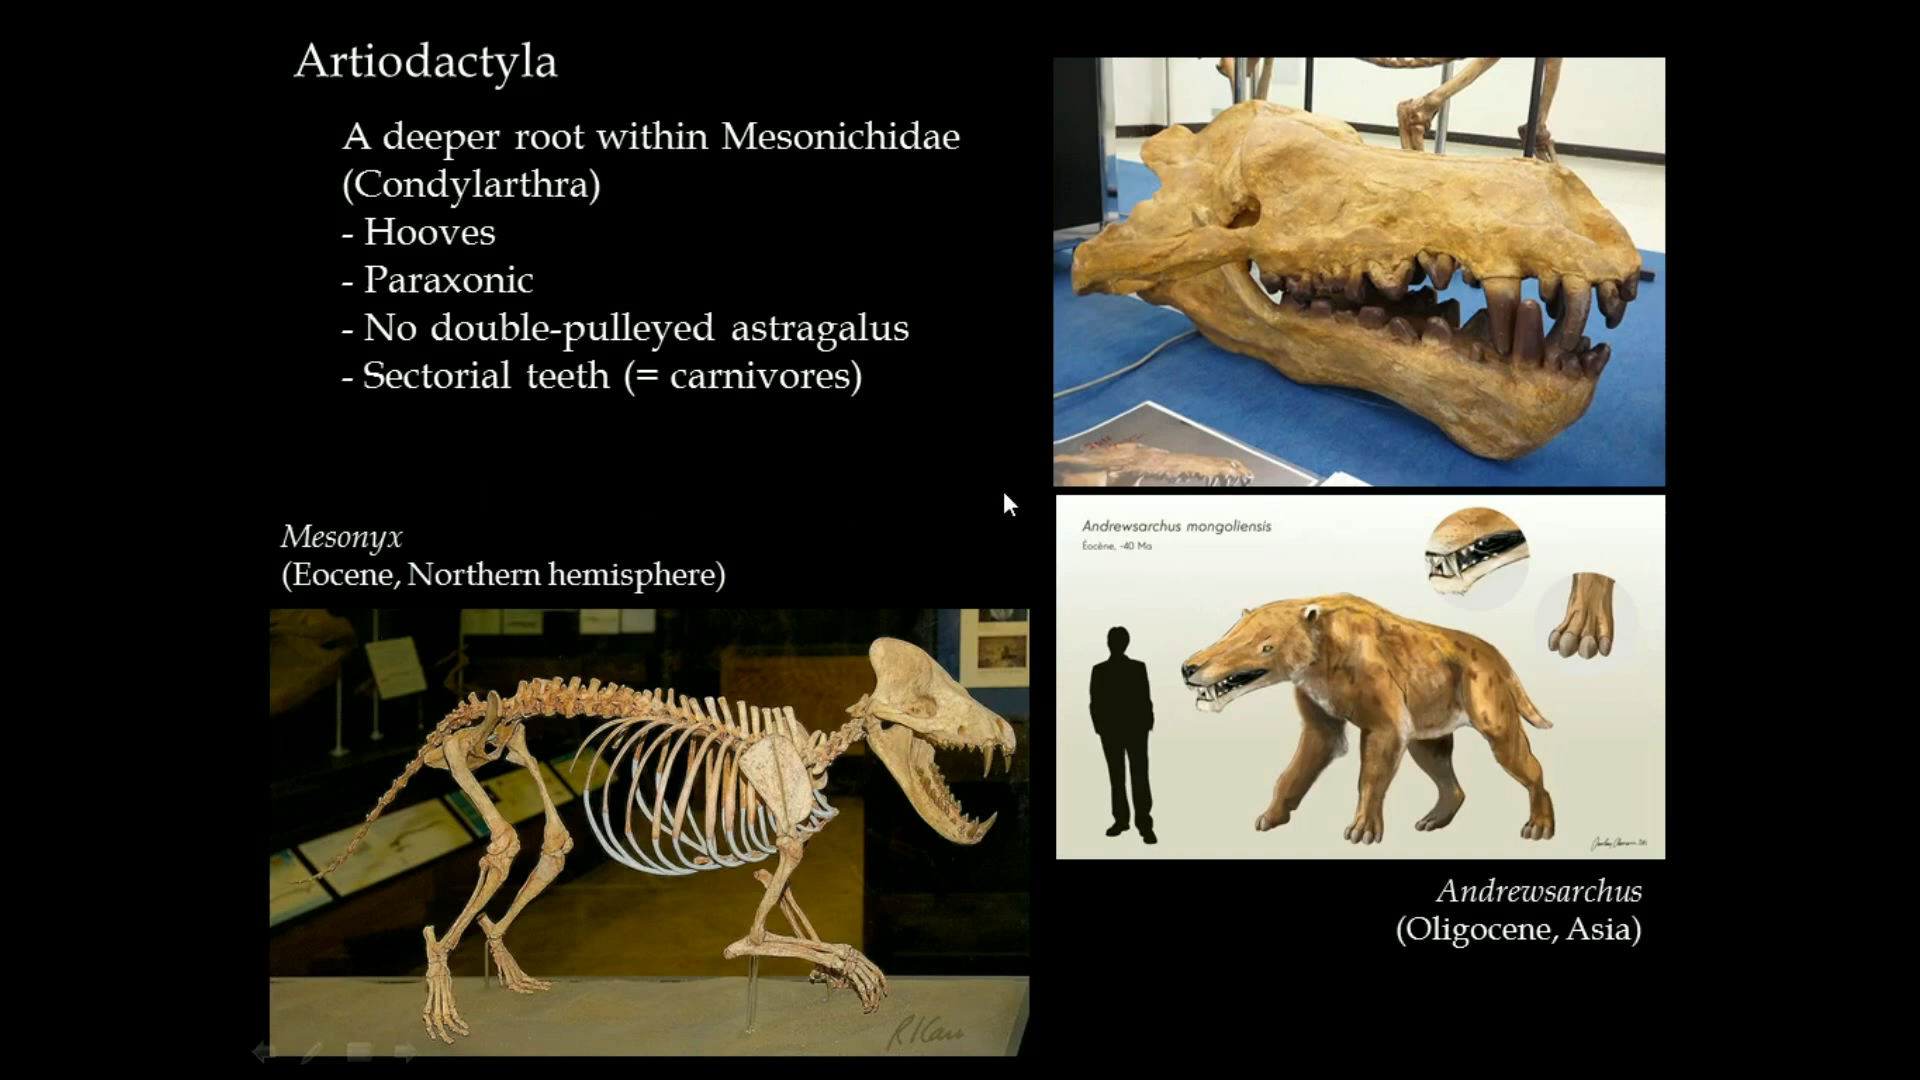 Artiodactyla
A deeper root within Mesonichidae
(Condylarthra)
- Hooves
- Paraxonic
- No double-pulleyed astragalus
- Sectorial teeth (= carnivores)
Mesonyx
(Eocene, Northern hemisphere)
Andrewsarchus mongoliensis
Éocène, -40 Ma
Andrewsarchus
(Oligocene, Asia)